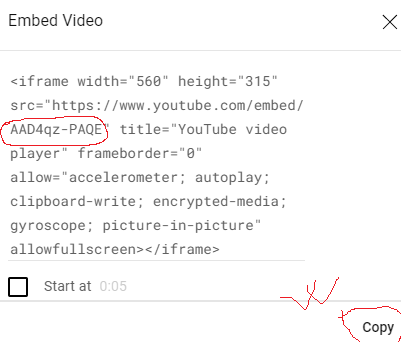 Embed Video
<iframe width="560" height="315"
src="https://www.youtube.com/embed/
AAD4qz-PAQE" title="YouTube video
player" frameborder="0"
allow="accelerometer; autoplay;
clipboard-write; encrypted-media;
gyroscope; picture-in-picture"
allowfullscreen></iframe>
Start at 0:05
Copy